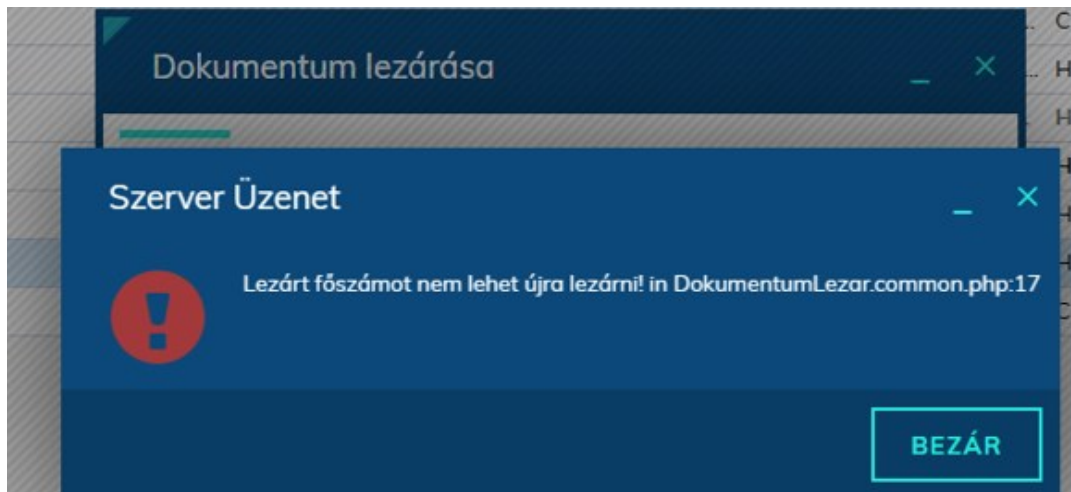 Dokumentum lezárása
Szerver Üzenet
Lezárt főszámot nem lehet újra lezárni! in DokumentumLezar.common.php:17
BEZÁR